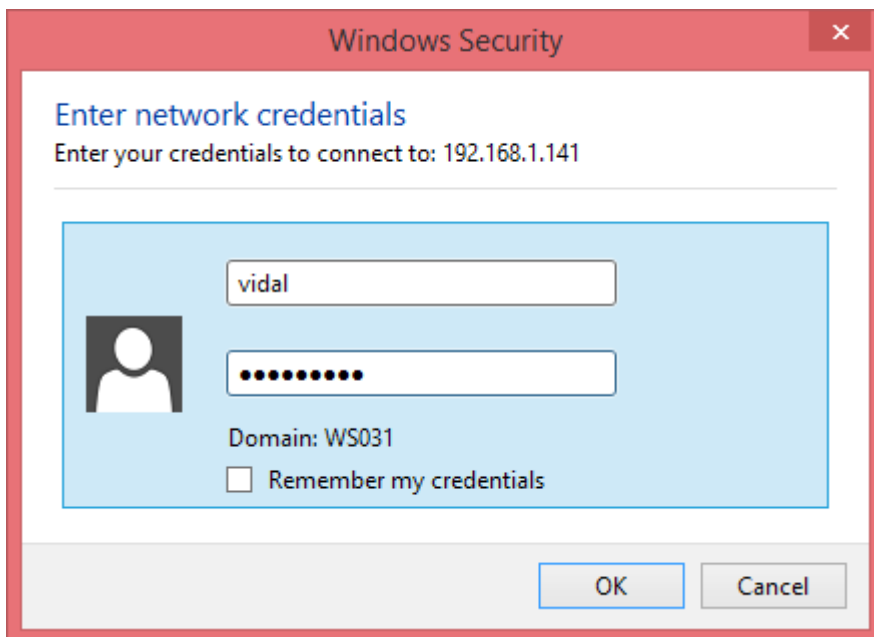 Windows Security
Enter network credentials
Enter your credentials to connect to: 192.168.1.141
vidal
●●●●●●●●●
Domain: WS031
Remember my credentials
OK
Cancel